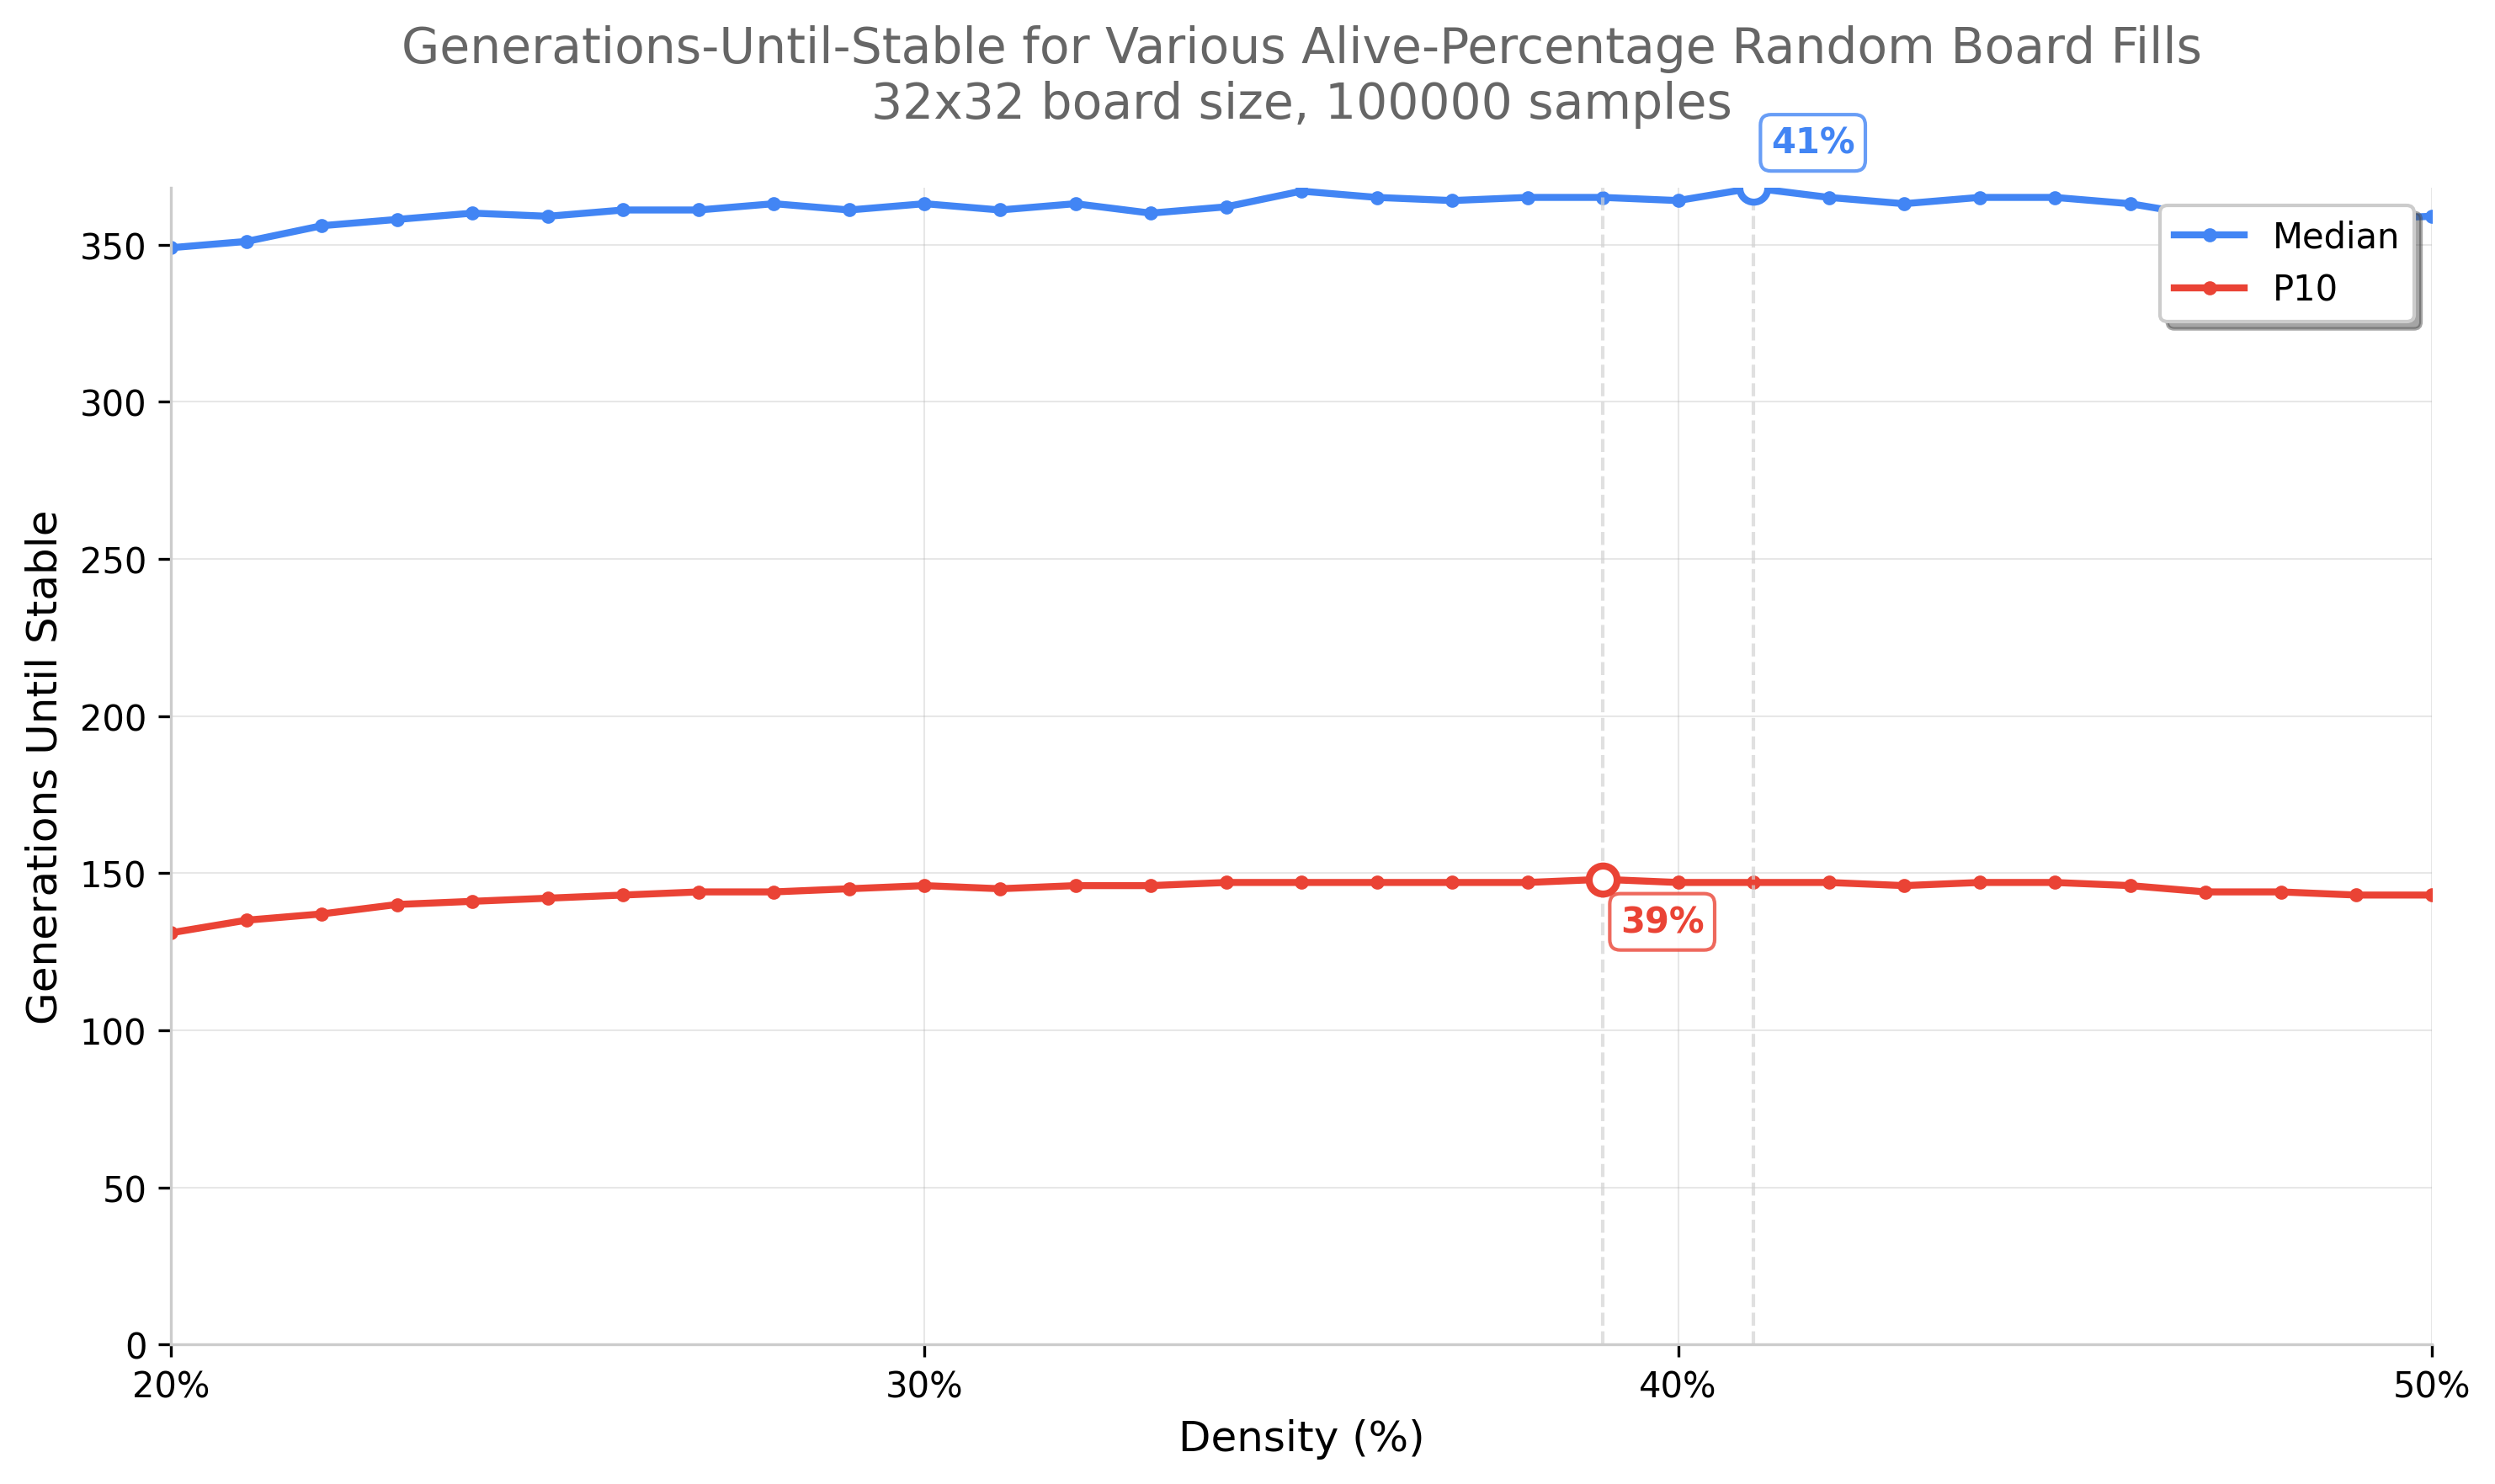 Generations-Until-Stable for Various Alive-Percentage Random Board Fills
32x32 board size, 100000 samples
41%
Median
P10
39%
Generations Until Stable
350
300
250
200
150
100
50
0
20%
30%
40%
50%
Density (%)